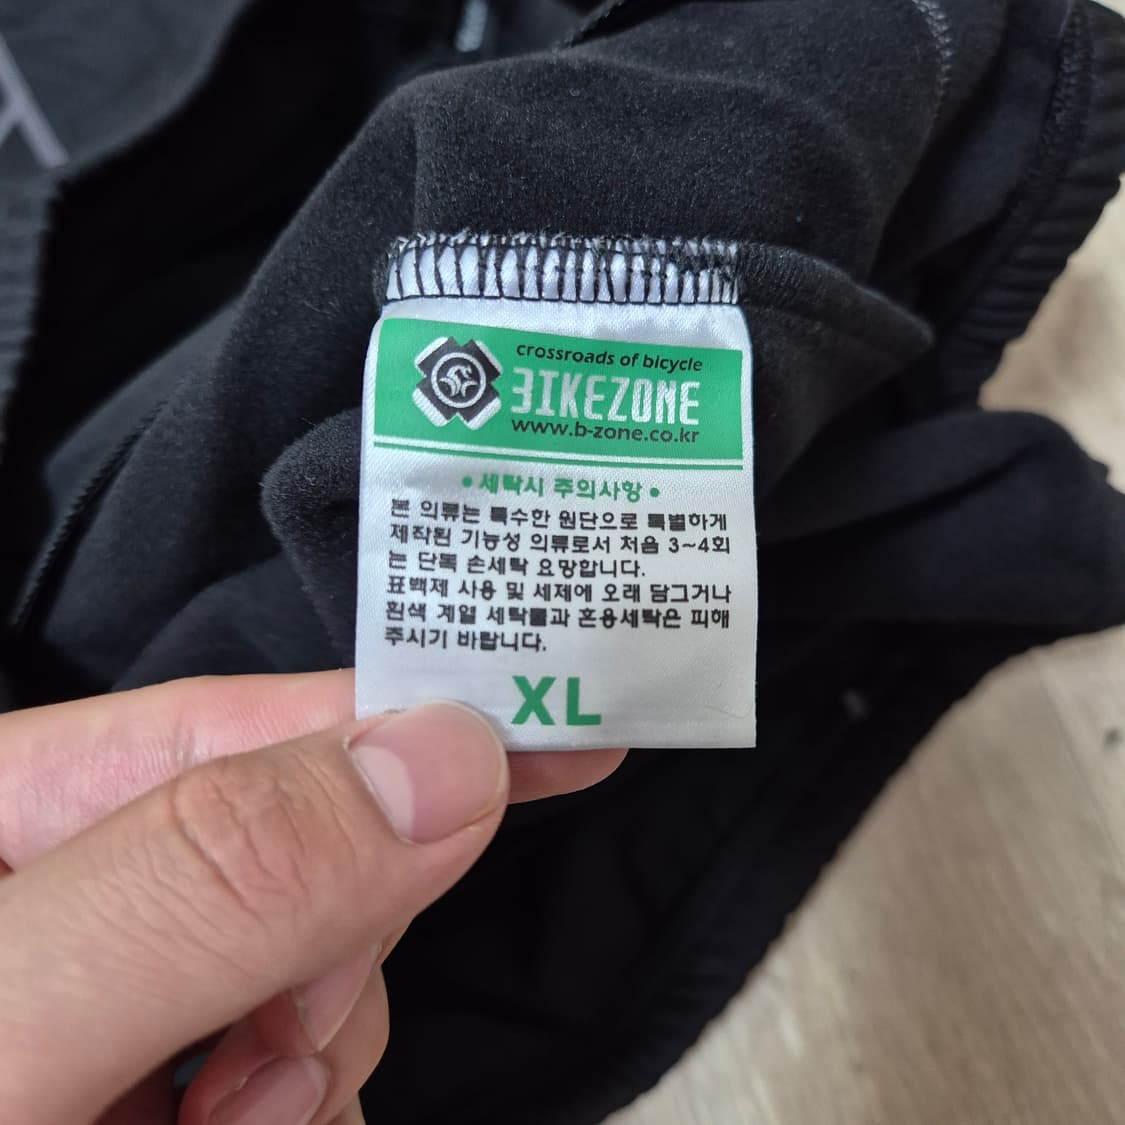 crossroads of bicycle
BIKEZONE
www.b-zone.co.kr
• 세탁시 주의사항 •
본 의류는 특수한 원단으로 특별하게
제작된 기능성 의류로서 처음 3~4회
는 단독 손세탁 요망합니다.
표백제 사용 및 세제에 오래 담그거나
흰색 계열 세탁물과 혼용세탁은 피해
주시기 바랍니다.
XL